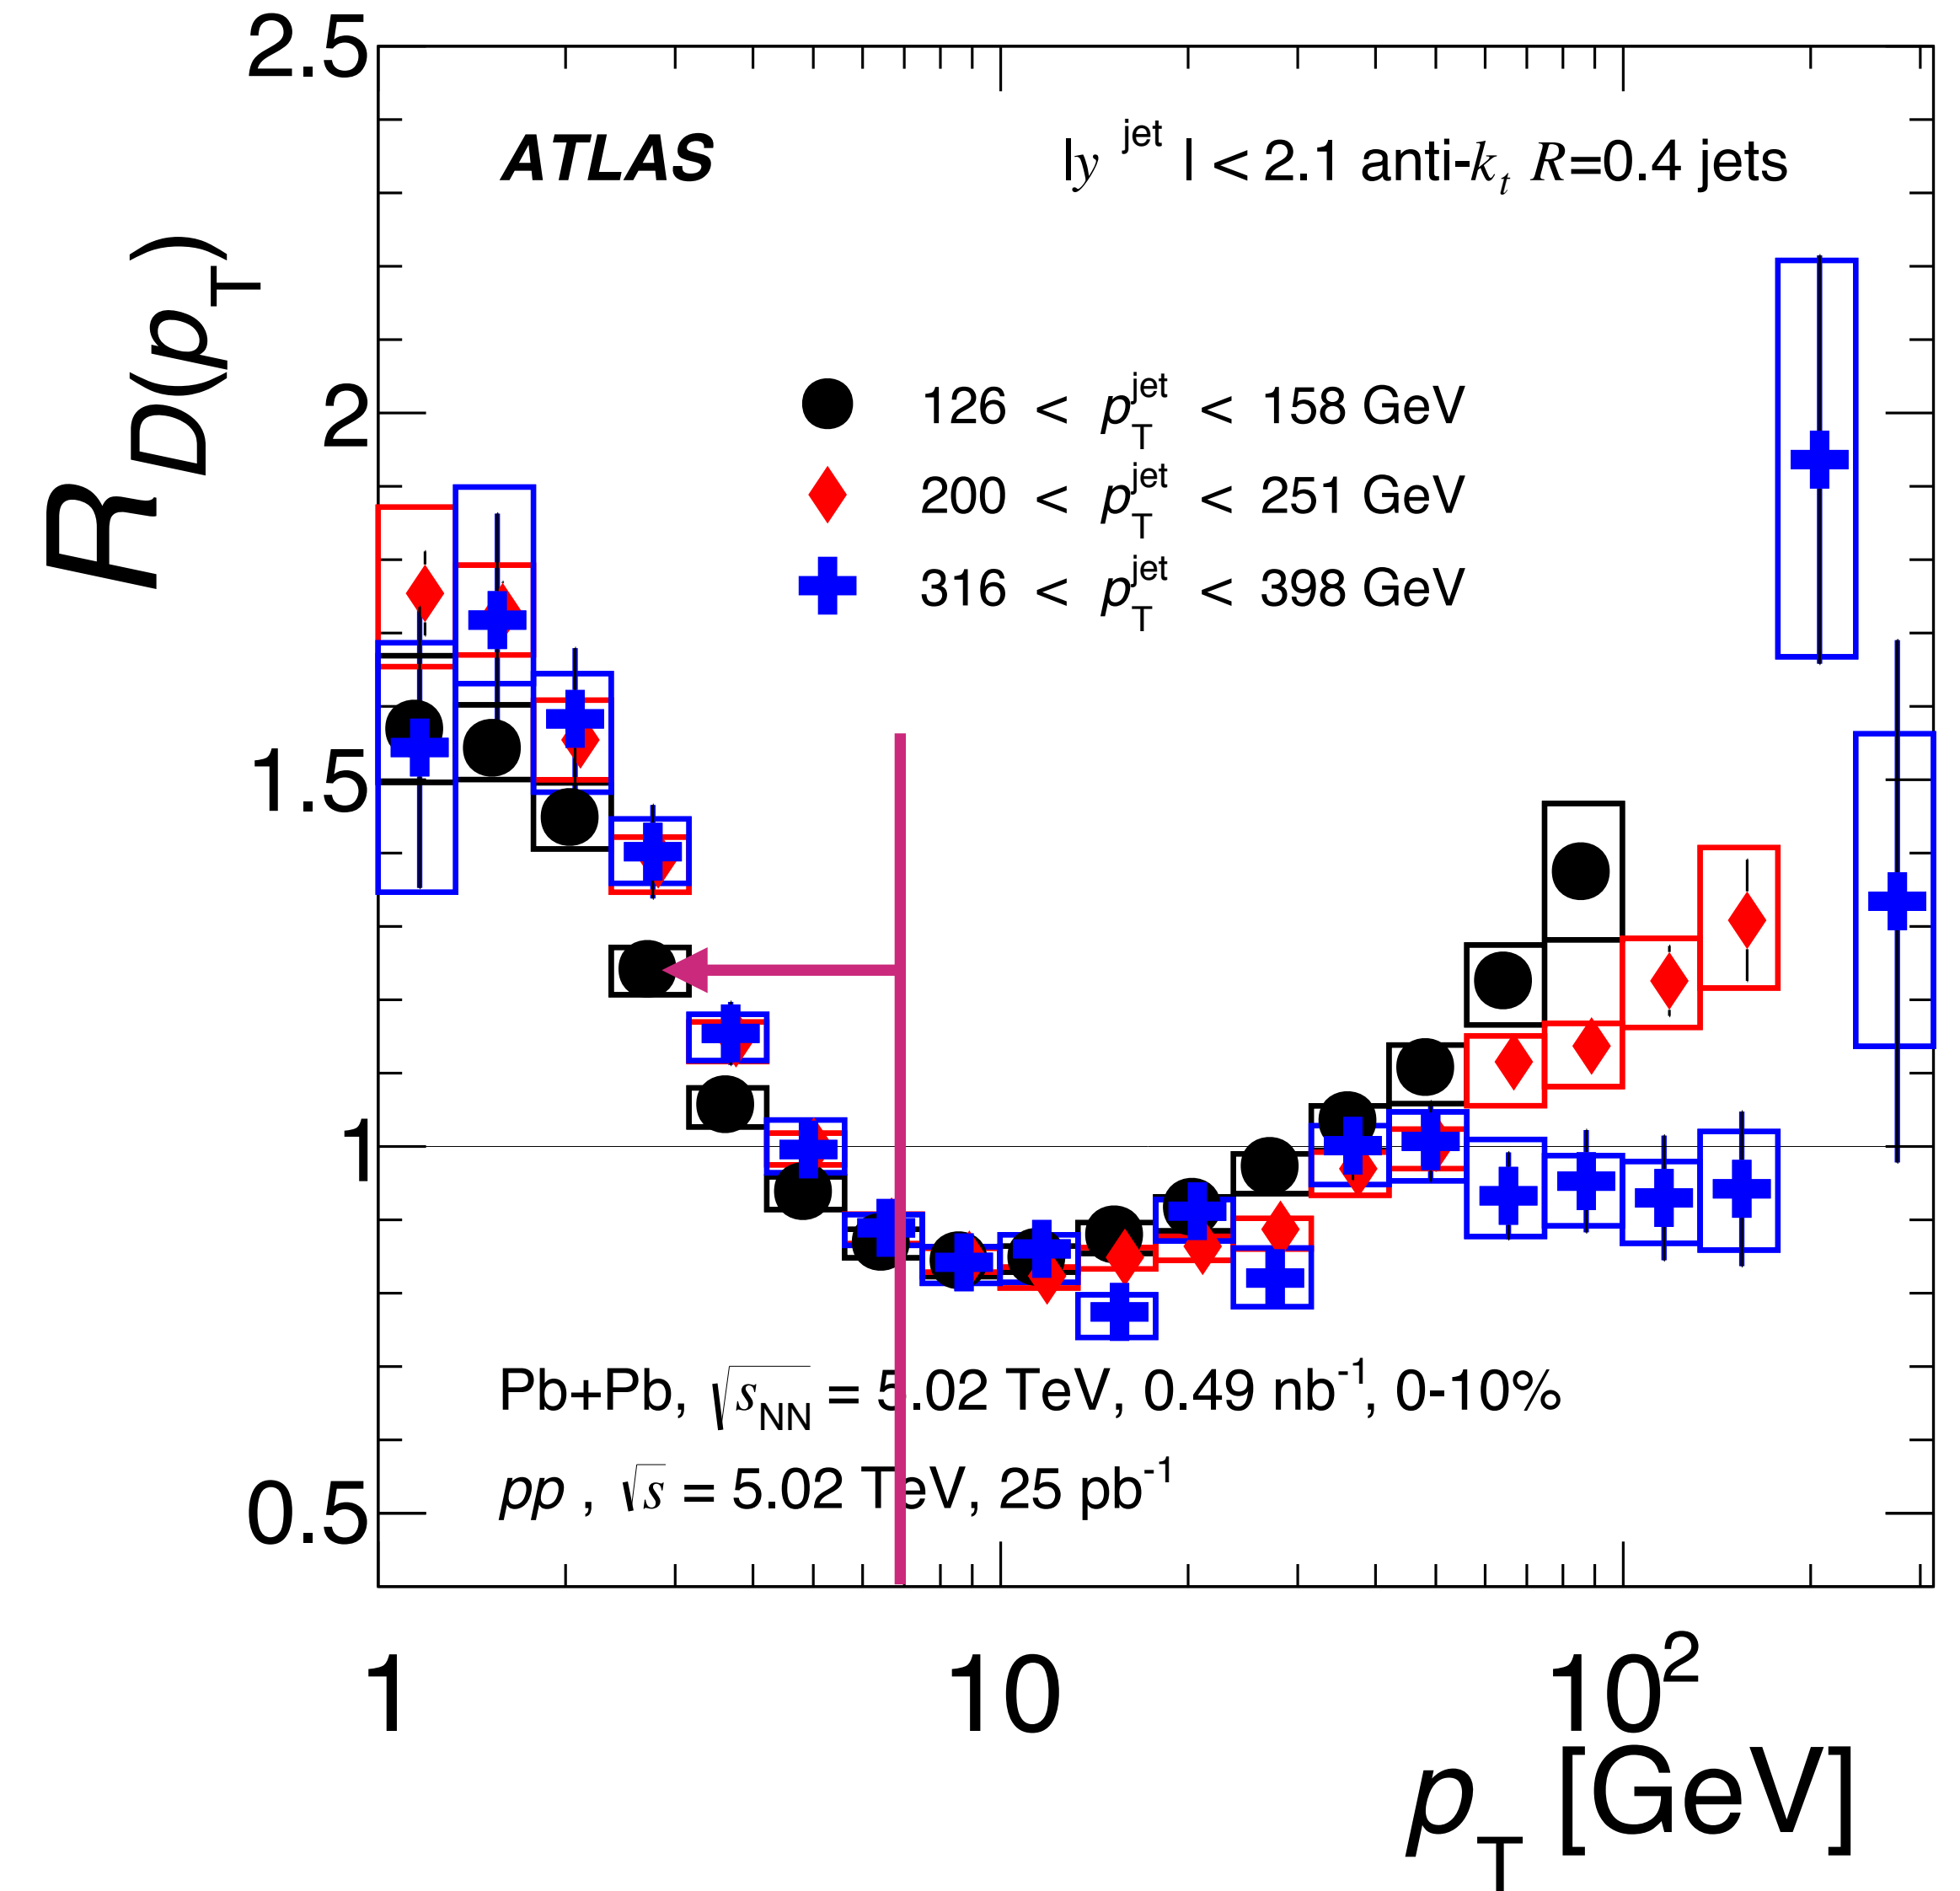 2.5
ATLAS
|y^jet| < 2.1 anti-k_t R=0.4 jets
R_D(p_T)
2
126 < p_T^jet < 158 GeV
200 < p_T^jet < 251 GeV
316 < p_T^jet < 398 GeV
1.5
1
Pb+Pb, √s_NN = 5.02 TeV, 0.49 nb^-1, 0-10%
pp , √s = 5.02 TeV, 25 pb^-1
0.5
1 10 10^2
p_T [GeV]